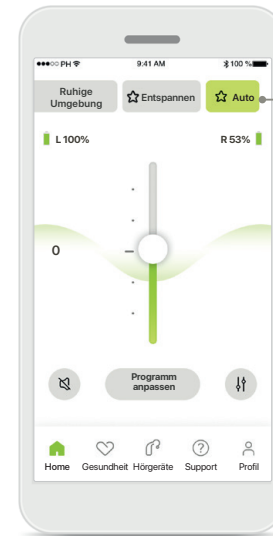 PH 9:41 AM 100 %
Ruhige
Umgebung
Entspannen
Auto
L 100% R 53%
0
Programm
anpassen
Home Gesundheit Hörgeräte Support Profil